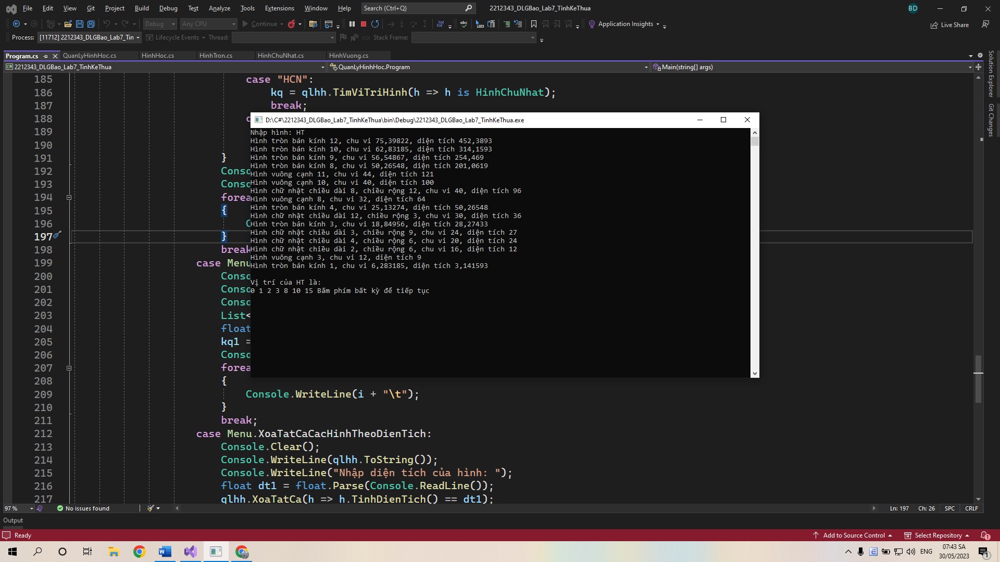 File Edit View Git Project Build Debug Test Analyze Tools Extensions Window Help Search (Ctrl+Q) 2212343_DLGBao_Lab7_TinhKeThua BD
Debug Any CPU Continue Application Insights Live Share
Process: [11712] 2212343_DLGBao_Lab7_Tin Lifecycle Events Thread: Stack Frame:
Program.cs QuanLyHinhHoc.cs HinhHoc.cs HinhTron.cs HinhChuNhat.cs HinhVuong.cs
2212343_DLGBao_Lab7_TinhKeThua QuanLyHinhHoc.Program Main(string[] args)
Solution Explorer
Git Changes
185 case "HCN":
186 kq = qlhh.TimViTriHinh(h => h is HinhChuNhat);
187 break;
188 c
189
190
191 }
192 Conso
193 Conso
194 forea
195 {
196 C
197 }
198 break
199 case Menu
200 Conso
201 Conso
202 Conso
203 List<
204 float
205 kq1 =
206 Conso
207 forea
208 {
209 Console.WriteLine(i + "\t");
210 }
211 break;
212 case Menu.XoaTatCaCacHinhTheoDienTich:
213 Console.Clear();
214 Console.WriteLine(qlhh.ToString());
215 Console.WriteLine("Nhập diện tích của hình: ");
216 float dt1 = float.Parse(Console.ReadLine());
217 qlhh.XoaTatCa(h => h.TinhDienTich() == dt1);
D:\C#\2212343_DLGBao_Lab7_TinhKeThua\bin\Debug\2212343_DLGBao_Lab7_TinhKeThua.exe
Nhập hình: HT
Hình tròn bán kính 12, chu vi 75,39822, diện tích 452,3893
Hình tròn bán kính 10, chu vi 62,83185, diện tích 314,1593
Hình tròn bán kính 9, chu vi 56,54867, diện tích 254,469
Hình tròn bán kính 8, chu vi 50,26548, diện tích 201,0619
Hình vuông cạnh 11, chu vi 44, diện tích 121
Hình vuông cạnh 10, chu vi 40, diện tích 100
Hình chữ nhật chiều dài 8, chiều rộng 12, chu vi 40, diện tích 96
Hình vuông cạnh 8, chu vi 32, diện tích 64
Hình tròn bán kính 4, chu vi 25,13274, diện tích 50,26548
Hình chữ nhật chiều dài 12, chiều rộng 3, chu vi 30, diện tích 36
Hình tròn bán kính 3, chu vi 18,84956, diện tích 28,27433
Hình chữ nhật chiều dài 3, chiều rộng 9, chu vi 24, diện tích 27
Hình chữ nhật chiều dài 4, chiều rộng 6, chu vi 20, diện tích 24
Hình chữ nhật chiều dài 2, chiều rộng 6, chu vi 16, diện tích 12
Hình vuông cạnh 3, chu vi 12, diện tích 9
Hình tròn bán kính 1, chu vi 6,283185, diện tích 3,141593
Vị trí của HT là:
0 1 2 3 8 10 15 Bấm phím bất kỳ để tiếp tục
97 % No issues found Ln: 197 Ch: 26 SPC CRLF
Output
Ready Add to Source Control Select Repository 1
ENG 07:43 SA
30/05/2023 1